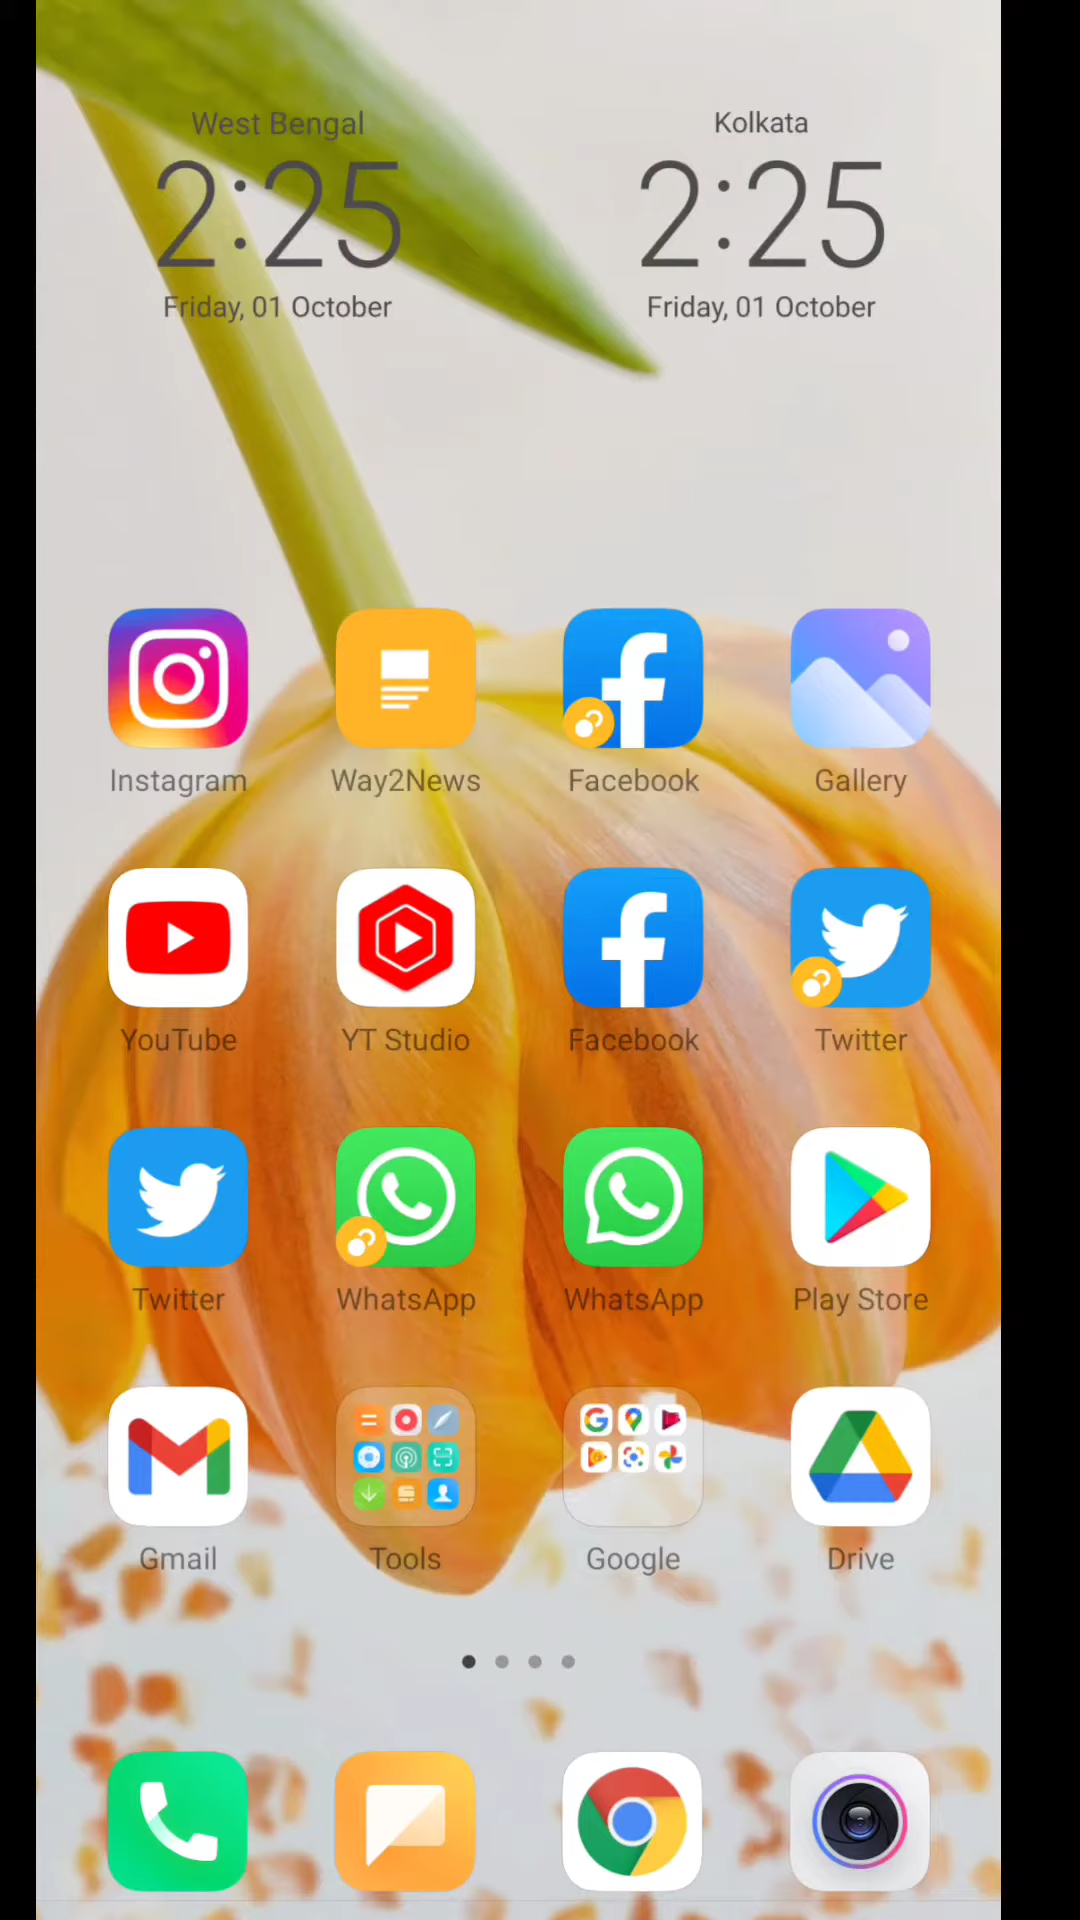 West Bengal
2:25
Friday, 01 October
Kolkata
2:25
Friday, 01 October
Instagram
Way2News
Facebook
Gallery
YouTube
YT Studio
Facebook
Twitter
Twitter
WhatsApp
WhatsApp
Play Store
Gmail
Tools
Google
Drive